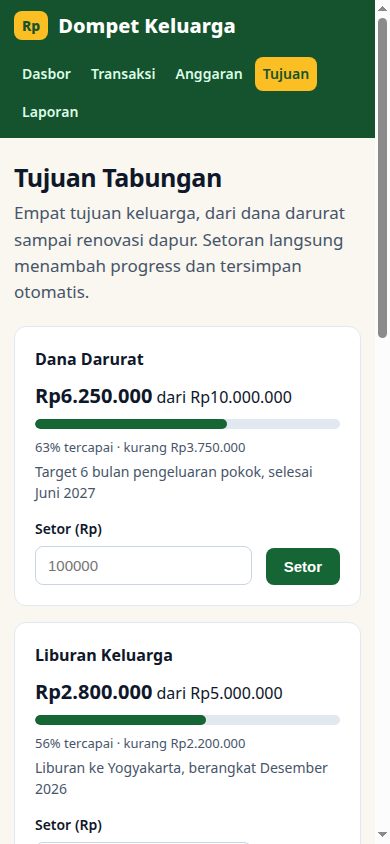 Rp Dompet Keluarga
Dasbor Transaksi Anggaran Tujuan
Laporan
Tujuan Tabungan
Empat tujuan keluarga, dari dana darurat
sampai renovasi dapur. Setoran langsung
menambah progress dan tersimpan
otomatis.
Dana Darurat
Rp6.250.000 dari Rp10.000.000
63% tercapai · kurang Rp3.750.000
Target 6 bulan pengeluaran pokok, selesai
Juni 2027
Setor (Rp)
100000 Setor
Liburan Keluarga
Rp2.800.000 dari Rp5.000.000
56% tercapai · kurang Rp2.200.000
Liburan ke Yogyakarta, berangkat Desember
2026
Setor (Rp)